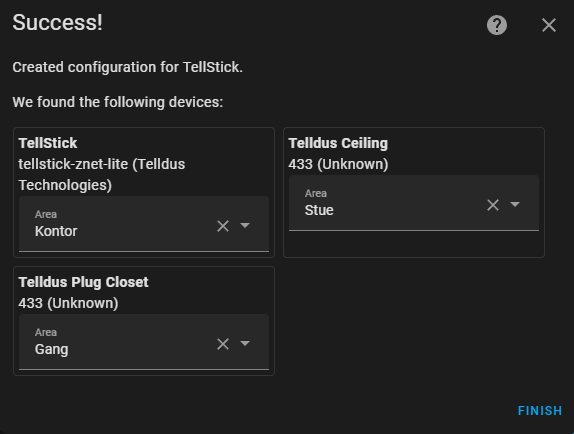 Success!
Created configuration for TellStick.
We found the following devices:
TellStick
tellstick-znet-lite (Telldus
Technologies)
Area
Kontor
Telldus Ceiling
433 (Unknown)
Area
Stue
Telldus Plug Closet
433 (Unknown)
Area
Gang
FINISH